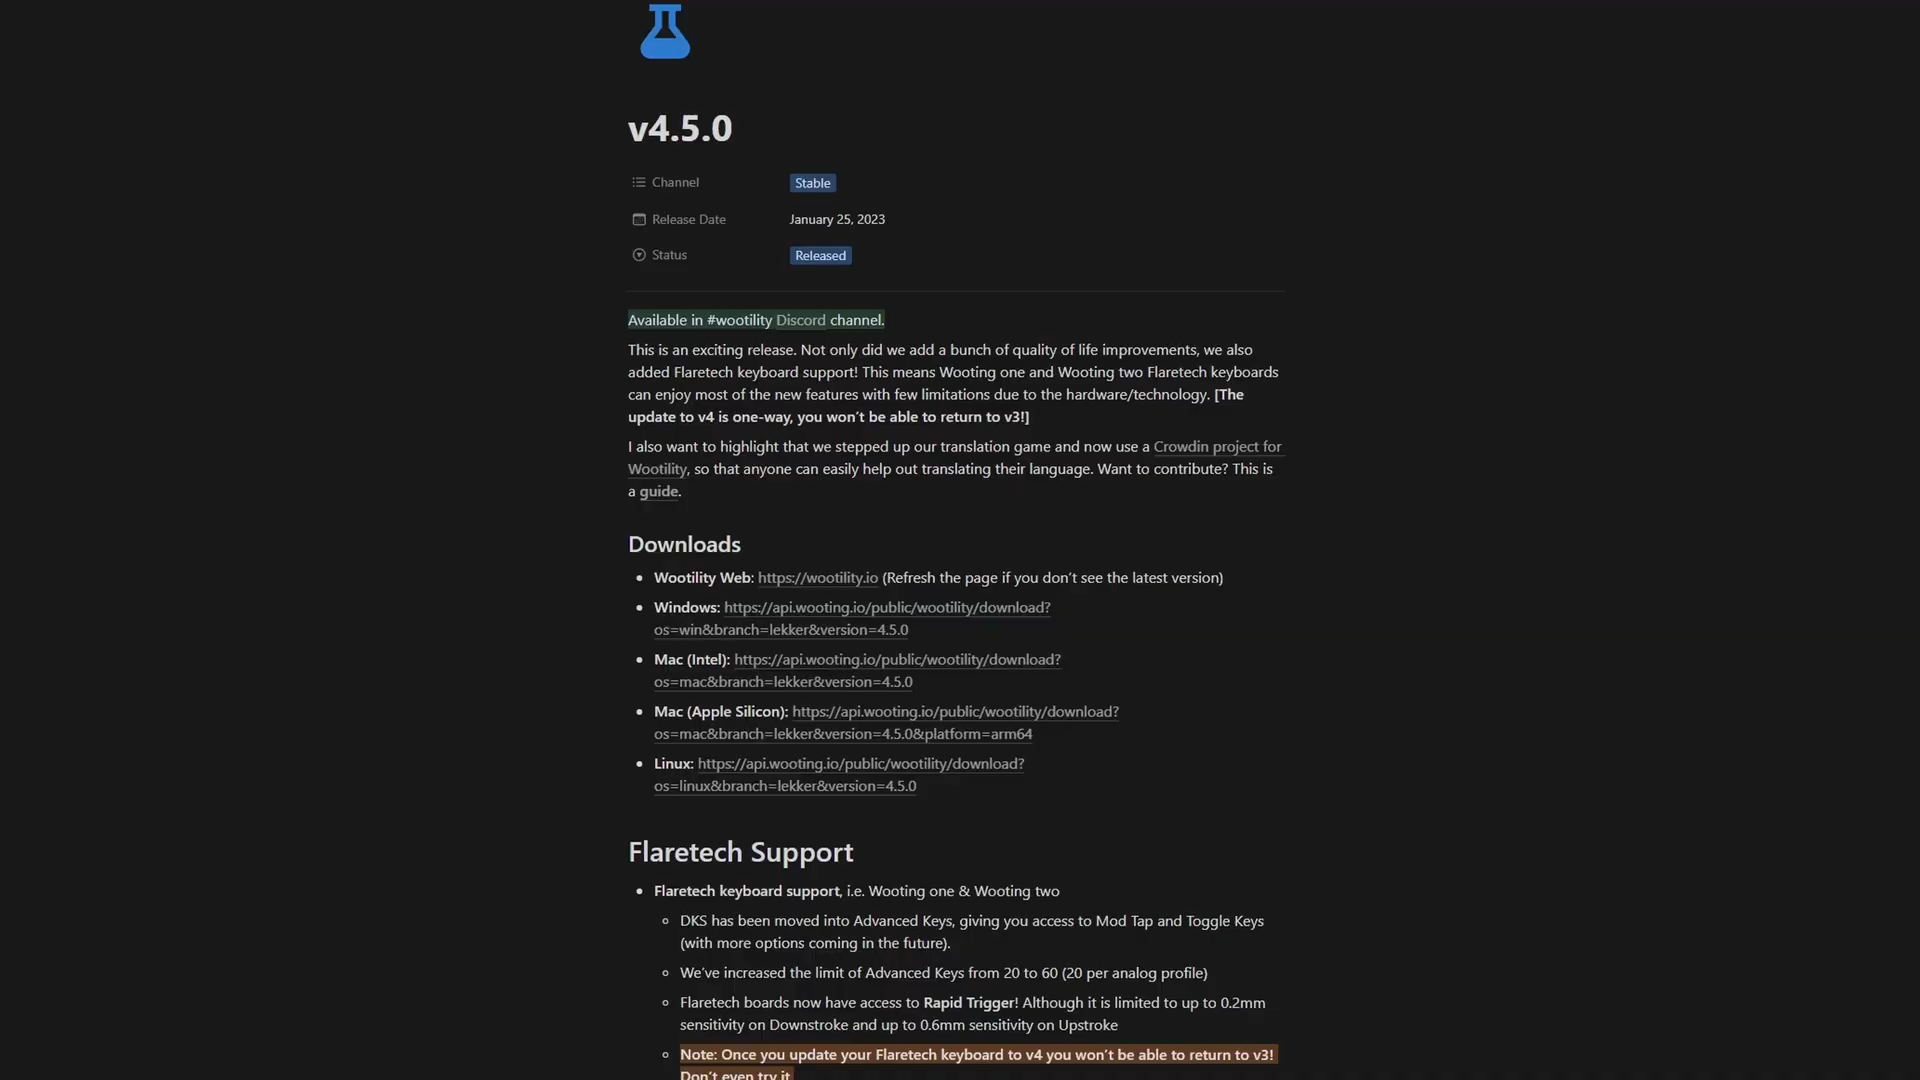 v4.5.0
Channel Stable
Release Date January 25, 2023
Status Released
Available in #wootility Discord channel.
This is an exciting release. Not only did we add a bunch of quality of life improvements, we also
added Flaretech keyboard support! This means Wooting one and Wooting two Flaretech keyboards
can enjoy most of the new features with few limitations due to the hardware/technology. [The
update to v4 is one-way, you won’t be able to return to v3!]
I also want to highlight that we stepped up our translation game and now use a Crowdin project for
Wootility, so that anyone can easily help out translating their language. Want to contribute? This is
a guide.
Downloads
• Wootility Web: https://wootility.io (Refresh the page if you don’t see the latest version)
• Windows: https://api.wooting.io/public/wootility/download?
os=win&branch=lekker&version=4.5.0
• Mac (Intel): https://api.wooting.io/public/wootility/download?
os=mac&branch=lekker&version=4.5.0
• Mac (Apple Silicon): https://api.wooting.io/public/wootility/download?
os=mac&branch=lekker&version=4.5.0&platform=arm64
• Linux: https://api.wooting.io/public/wootility/download?
os=linux&branch=lekker&version=4.5.0
Flaretech Support
• Flaretech keyboard support, i.e. Wooting one & Wooting two
◦ DKS has been moved into Advanced Keys, giving you access to Mod Tap and Toggle Keys
(with more options coming in the future).
◦ We’ve increased the limit of Advanced Keys from 20 to 60 (20 per analog profile)
◦ Flaretech boards now have access to Rapid Trigger! Although it is limited to up to 0.2mm
sensitivity on Downstroke and up to 0.6mm sensitivity on Upstroke
◦ Note: Once you update your Flaretech keyboard to v4 you won’t be able to return to v3!
Don’t even try it